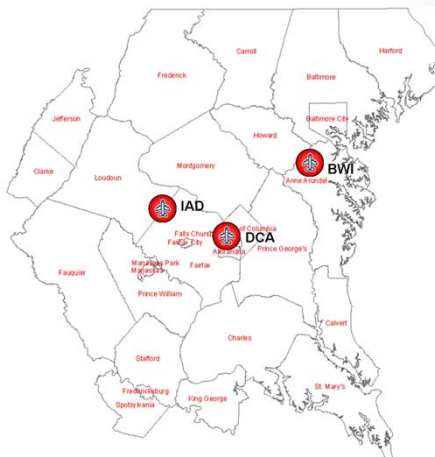 Harford
Carroll
Baltimore
Frederick
Jefferson
Baltimore City
Howard
Clarke
Montgomery
Loudoun
BWI
Anne Arundel
IAD
of Columbia
Falls Church
DCA
Fairfax City
Prince George's
Alexandria
Manassas Park
Fairfax
Manassas
Fauquier
Prince William
Calvert
Charles
Stafford
St. Mary's
Fredericksburg
King George
Spotsylvania